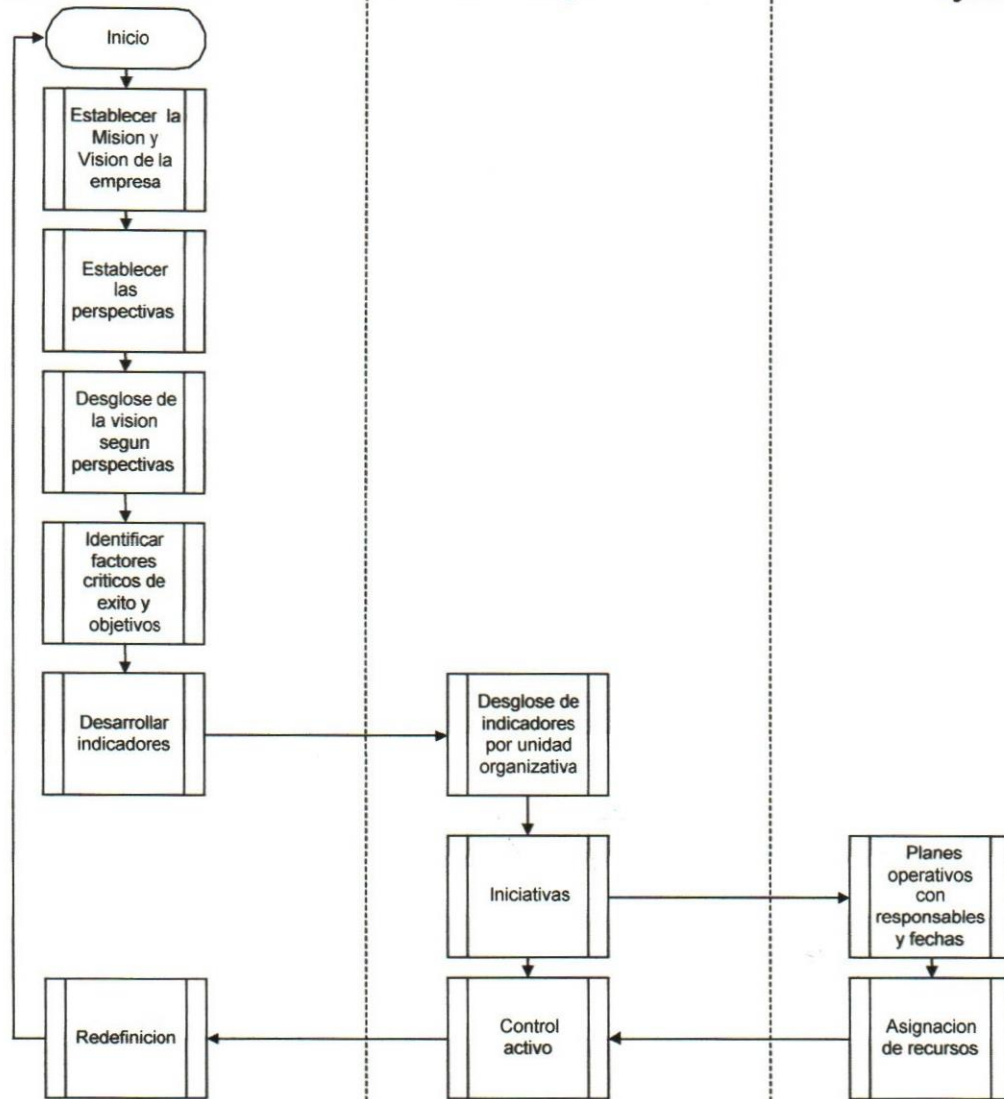 Inicio
Establecer la
Mision y
Vision de la
empresa
Establecer
las
perspectivas
Desglose de
la vision
segun
perspectivas
Identificar
factores
criticos de
exito y
objetivos
Desarrollar
indicadores
Desglose de
indicadores
por unidad
organizativa
Iniciativas
Planes
operativos
con
responsables
y fechas
Redefinicion
Control
activo
Asignacion
de recursos